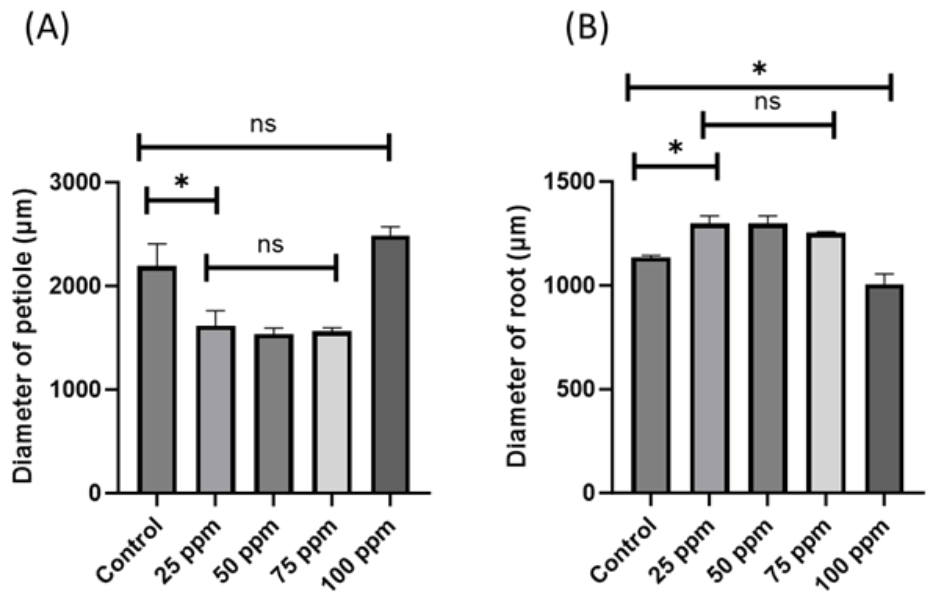 (A)
ns
*
ns
3000
2000
1000
0
Diameter of petiole (μm)
Control
25 ppm
50 ppm
75 ppm
100 ppm
(B)
*
ns
*
1500
1000
500
0
Diameter of root (μm)
Control
25 ppm
50 ppm
75 ppm
100 ppm